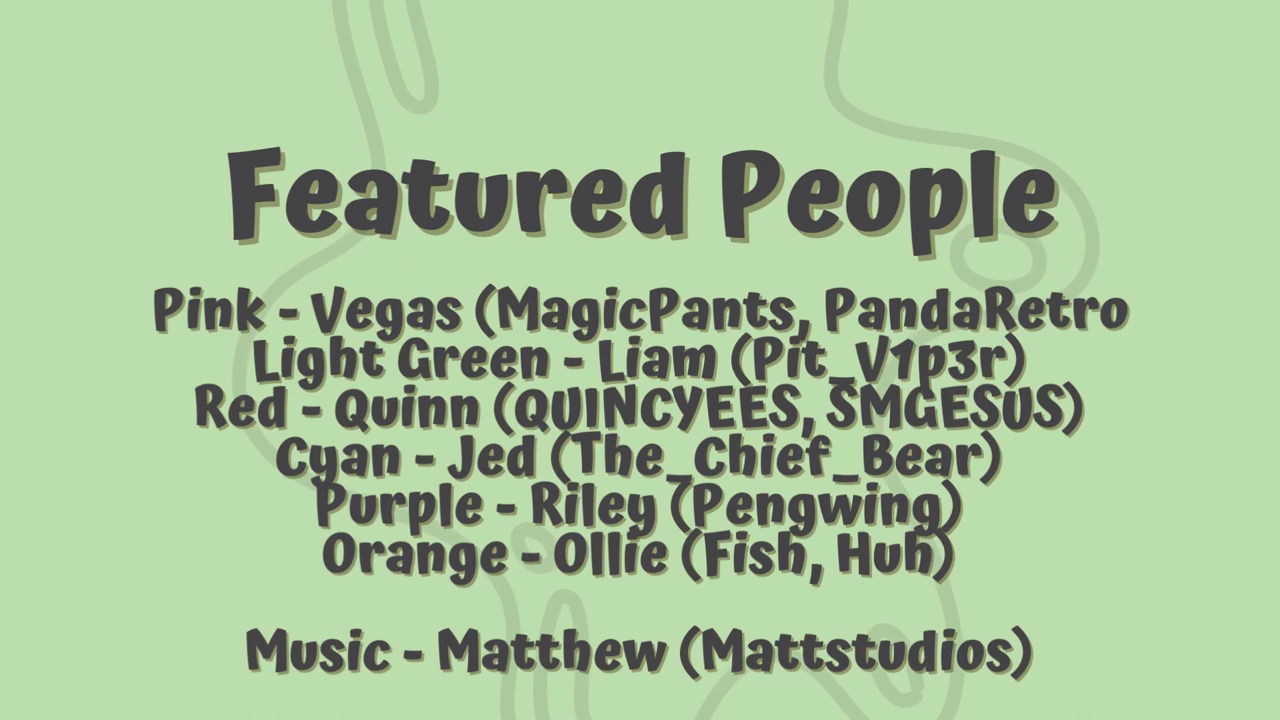 Featured People
Pink - Vegas (MagicPants, PandaRetro
Light Green - Liam (Pit_V1p3r)
Red - Quinn (QUINCYEES, SMGESUS)
Cyan - Jed (The_Chief_Bear)
Purple - Riley (Pengwing)
Orange - Ollie (Fish, Huh)
Music - Matthew (Mattstudios)